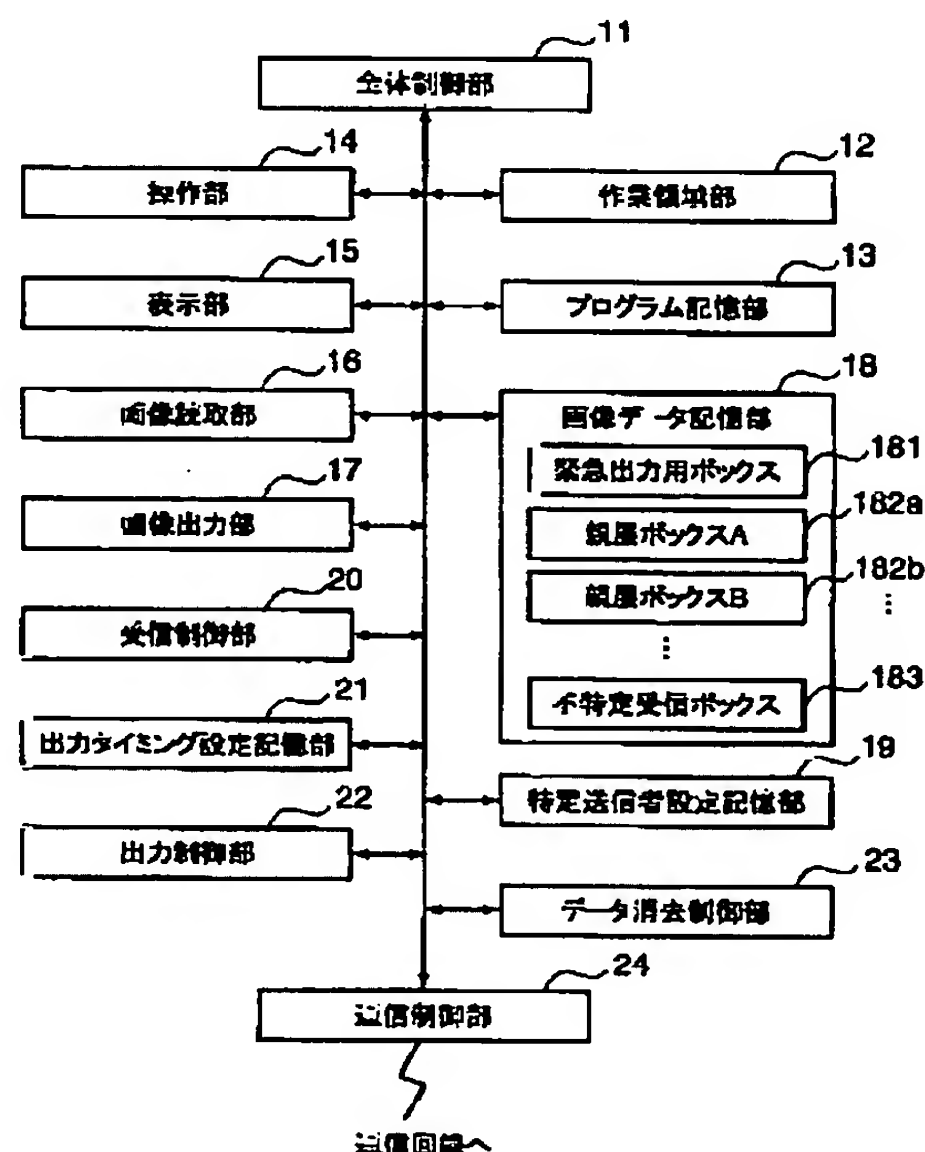 11
全体制御部
14
操作部
12
作業領域部
15
表示部
13
プログラム記憶部
16
画像読取部
18
画像データ記憶部
緊急出力用ボックス
181
親展ボックスA
182a
親展ボックスB
182b
⋮
⋮
不特定受信ボックス
183
17
画像出力部
20
受信制御部
21
出力タイミング設定記憶部
19
特定送信者設定記憶部
22
出力制御部
23
データ消去制御部
24
通信制御部
通信回線へ